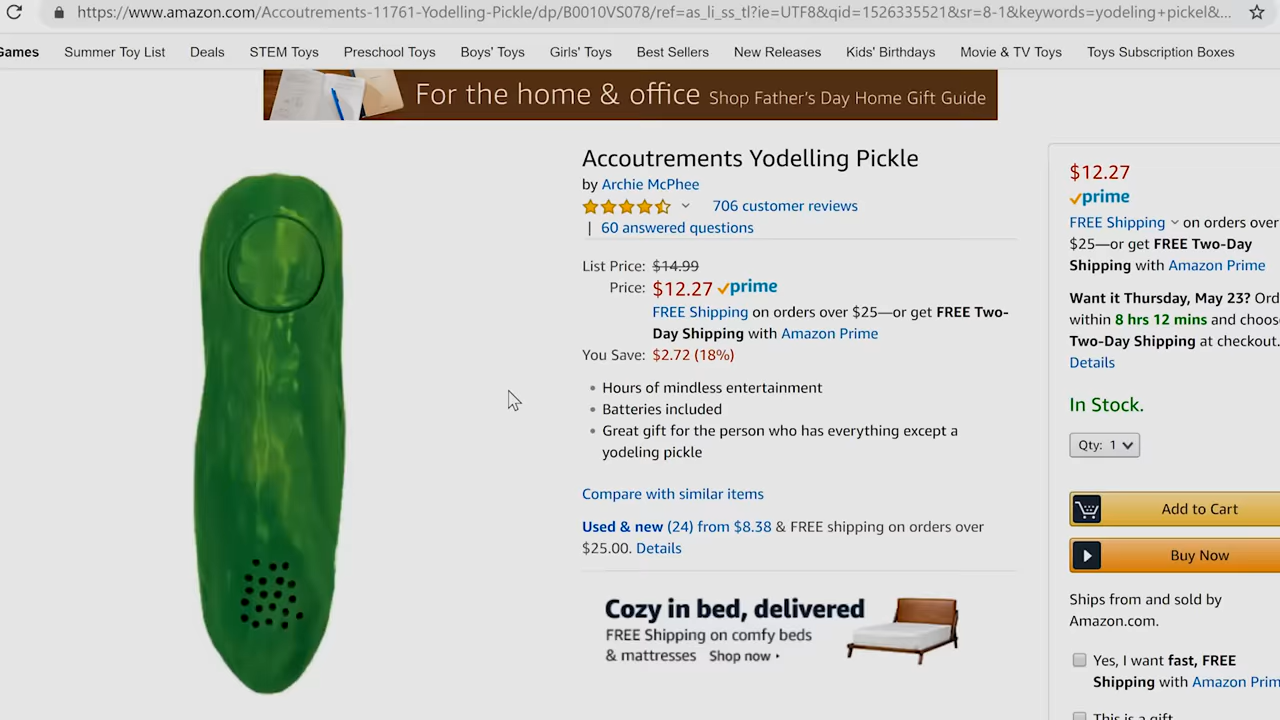 https://www.amazon.com/Accoutrements-11761-Yodelling-Pickle/dp/B0010VS078/ref=as_li_ss_tl?ie=UTF8&qid=1526335521&sr=8-1&keywords=yodeling+pickel&...
Games Summer Toy List Deals STEM Toys Preschool Toys Boys' Toys Girls' Toys Best Sellers New Releases Kids' Birthdays Movie & TV Toys Toys Subscription Boxes
For the home & office Shop Father's Day Home Gift Guide
Accoutrements Yodelling Pickle
by Archie McPhee
706 customer reviews
| 60 answered questions
List Price: $14.99
Price: $12.27 prime
FREE Shipping on orders over $25—or get FREE Two-
Day Shipping with Amazon Prime
You Save: $2.72 (18%)
• Hours of mindless entertainment
• Batteries included
• Great gift for the person who has everything except a
yodeling pickle
Compare with similar items
Used & new (24) from $8.38 & FREE shipping on orders over
$25.00. Details
Cozy in bed, delivered
FREE Shipping on comfy beds
& mattresses Shop now ›
$12.27
prime
FREE Shipping on orders over
$25—or get FREE Two-Day
Shipping with Amazon Prime
Want it Thursday, May 23? Ord
within 8 hrs 12 mins and choos
Two-Day Shipping at checkout.
Details
In Stock.
Qty: 1
Add to Cart
Buy Now
Ships from and sold by
Amazon.com.
Yes, I want fast, FREE
Shipping with Amazon Prim
This is a gift